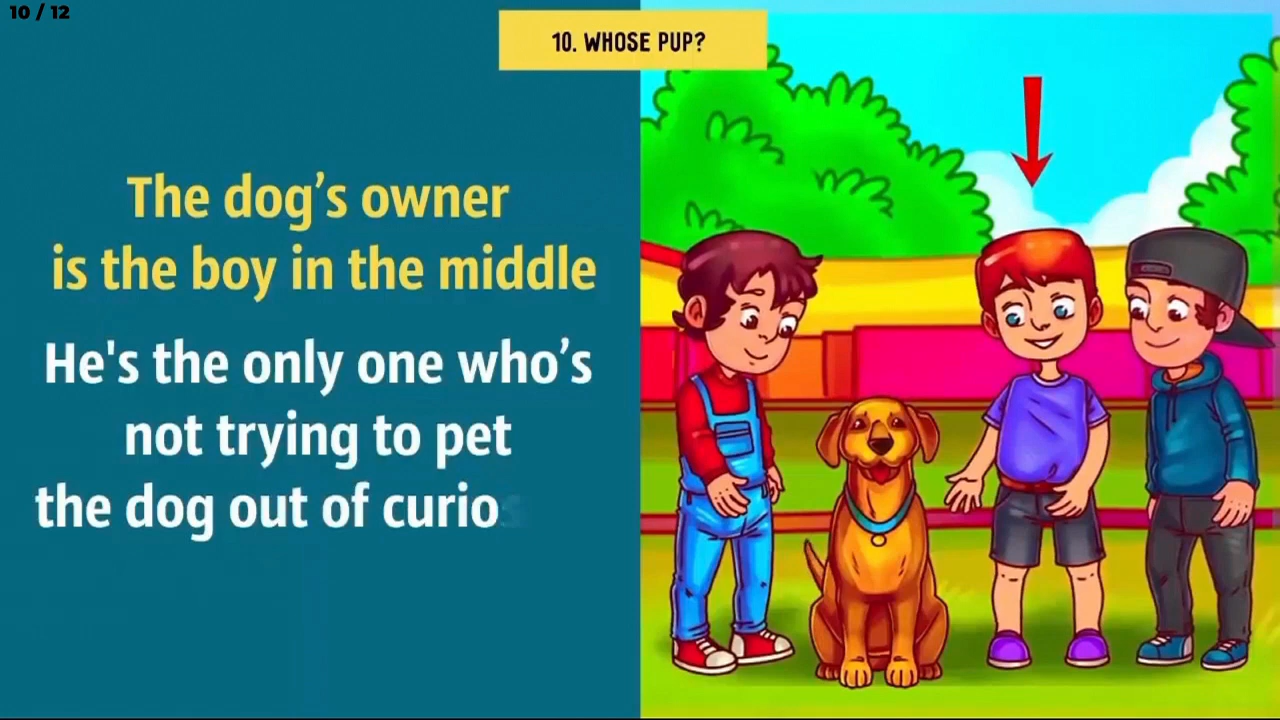 10 / 12
10. WHOSE PUP?
The dog's owner
is the boy in the middle
He's the only one who's
not trying to pet
the dog out of curios